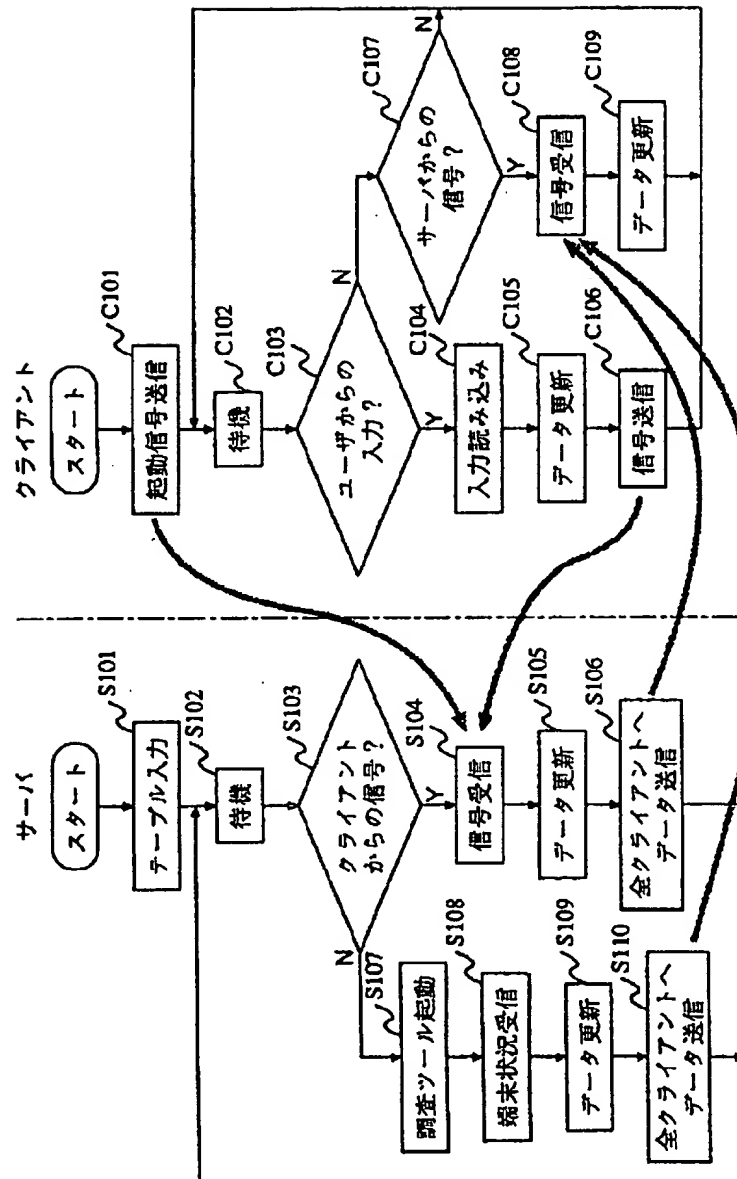 サーバ
スタート
S101
テーブル入力
S102
待機
S103
クライアント
からの信号?
N
Y
S104
信号受信
S105
データ更新
S106
全クライアントへ
データ送信
S107
調査ツール起動
S108
端末状況受信
S109
データ更新
S110
全クライアントへ
データ送信
クライアント
スタート
C101
起動信号送信
C102
待機
C103
ユーザからの
入力?
N
Y
C104
入力読み込み
C105
データ更新
C106
信号送信
C107
サーバからの
信号?
N
Y
C108
信号受信
C109
データ更新